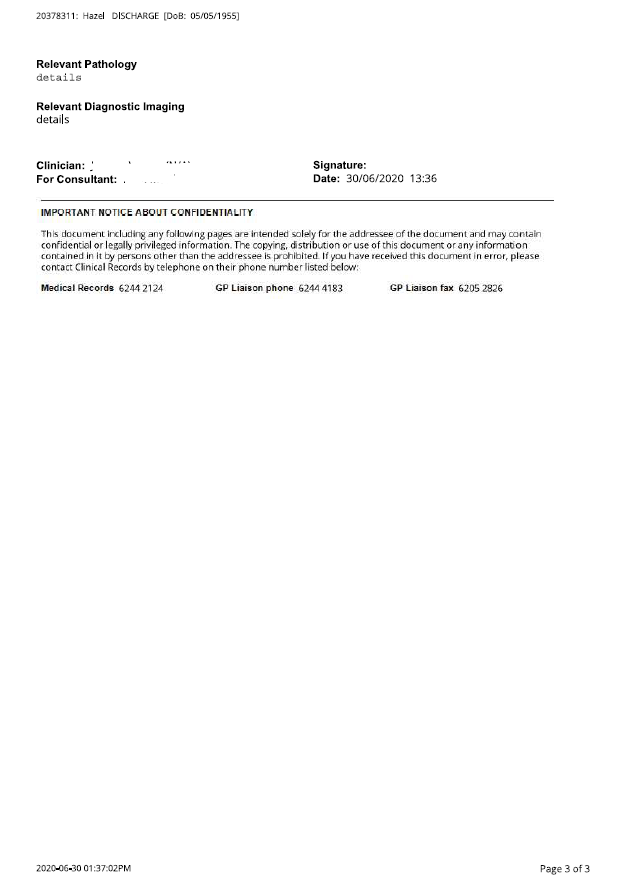 20378311: Hazel DISCHARGE [DoB: 05/05/1955]
Relevant Pathology
details
Relevant Diagnostic Imaging
details
Clinician:
Signature:
For Consultant:
Date: 30/06/2020 13:36
IMPORTANT NOTICE ABOUT CONFIDENTIALITY
This document including any following pages are intended solely for the addressee of the document and may contain
confidential or legally privileged information. The copying, distribution or use of this document or any information
contained in it by persons other than the addressee is prohibited. If you have received this document in error, please
contact Clinical Records by telephone on their phone number listed below:
Medical Records 6244 2124 GP Liaison phone 6244 4183 GP Liaison fax 6205 2826
2020-06-30 01:37:02PM
Page 3 of 3